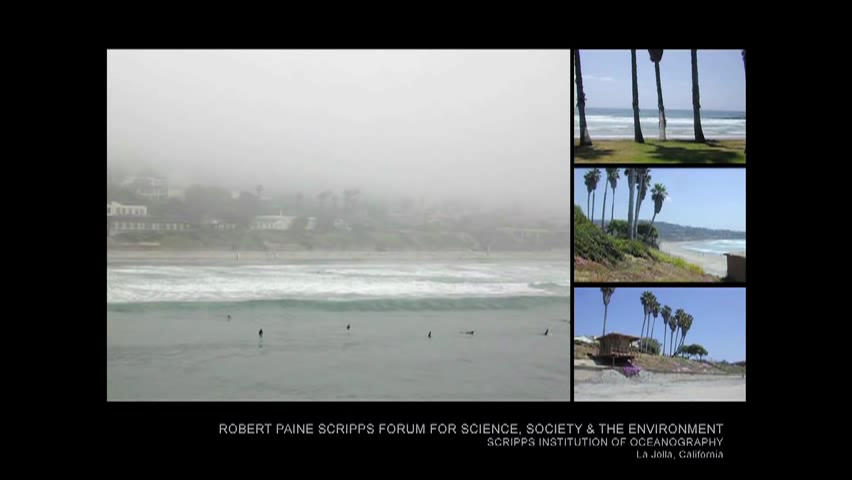 ROBERT PAINE SCRIPPS FORUM FOR SCIENCE, SOCIETY & THE ENVIRONMENT
SCRIPPS INSTITUTION OF OCEANOGRAPHY
La Jolla, California